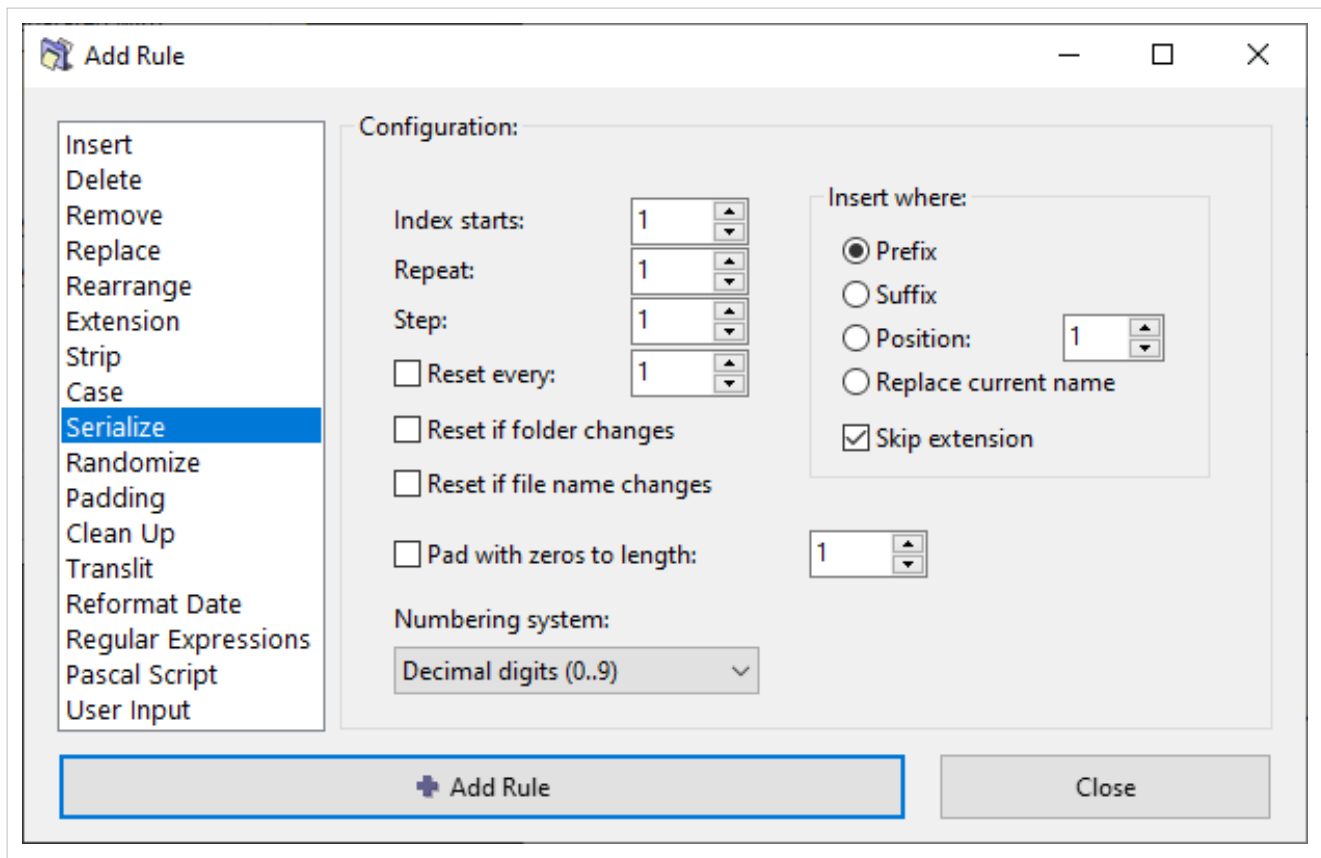 Add Rule
Insert
Delete
Remove
Replace
Rearrange
Extension
Strip
Case
Serialize
Randomize
Padding
Clean Up
Translit
Reformat Date
Regular Expressions
Pascal Script
User Input
Configuration:
Index starts: 1
Repeat: 1
Step: 1
Reset every: 1
Reset if folder changes
Reset if file name changes
Pad with zeros to length: 1
Numbering system:
Decimal digits (0..9)
Insert where:
Prefix
Suffix
Position: 1
Replace current name
Skip extension
Add Rule
Close